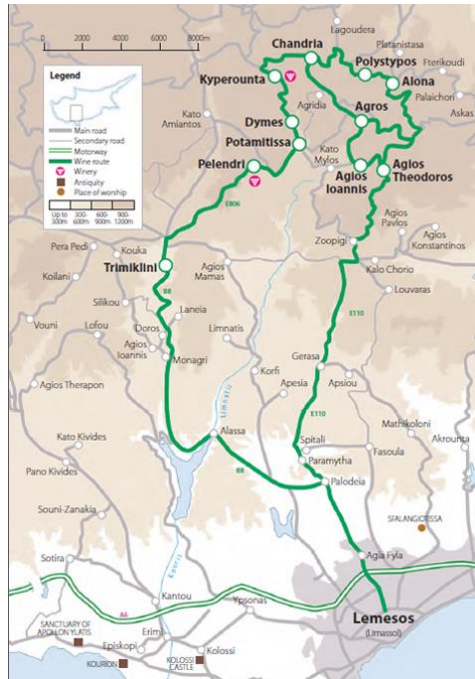 0 2000 4000 6000 8000m
Legend
Main road
Secondary road
Motorway
Wine route
Winery
Antiquity
Place of worship
Up to 300m
300-600m
600-900m
900-1200m
Lagoudera
Chandria
Polystypos
Platanistasa
Fterikoudi
Alona
Palaichori
Askas
Kyperounta
Agridia
Agros
Kato Amiantos
Dymes
Potamitissa
Kato Mylos
Pelendri
Agios Ioannis
Agios Theodoros
E806
Agios Pavlos
Agios Konstantinos
Zoopigi
Pera Pedi
Kouka
Trimiklini
Agios Mamas
Kalo Chorio
Koilani
Louvaras
B8
Silikou
Laneia
E110
Vouni
Lofou
Doros
Limnatis
Agios Ioannis
Monagri
Limnatis
Gerasa
Korfi
Apsiou
Agios Therapon
Apesia
E110
Mathikoloni
Kato Kivides
Alassa
Akrounta
Spitali
Fasoula
Pano Kivides
Paramytha
B8
Palodeia
Souni-Zanakia
SFALANGIOTISSA
Kouris
Sotira
Agia Fyla
A6
Kantou
Ypsonas
Lemesos
(Limassol)
SANCTUARY OF APOLLON YLATIS
Erimi
Episkopi
Kolossi
KOURION
KOLOSSI CASTLE